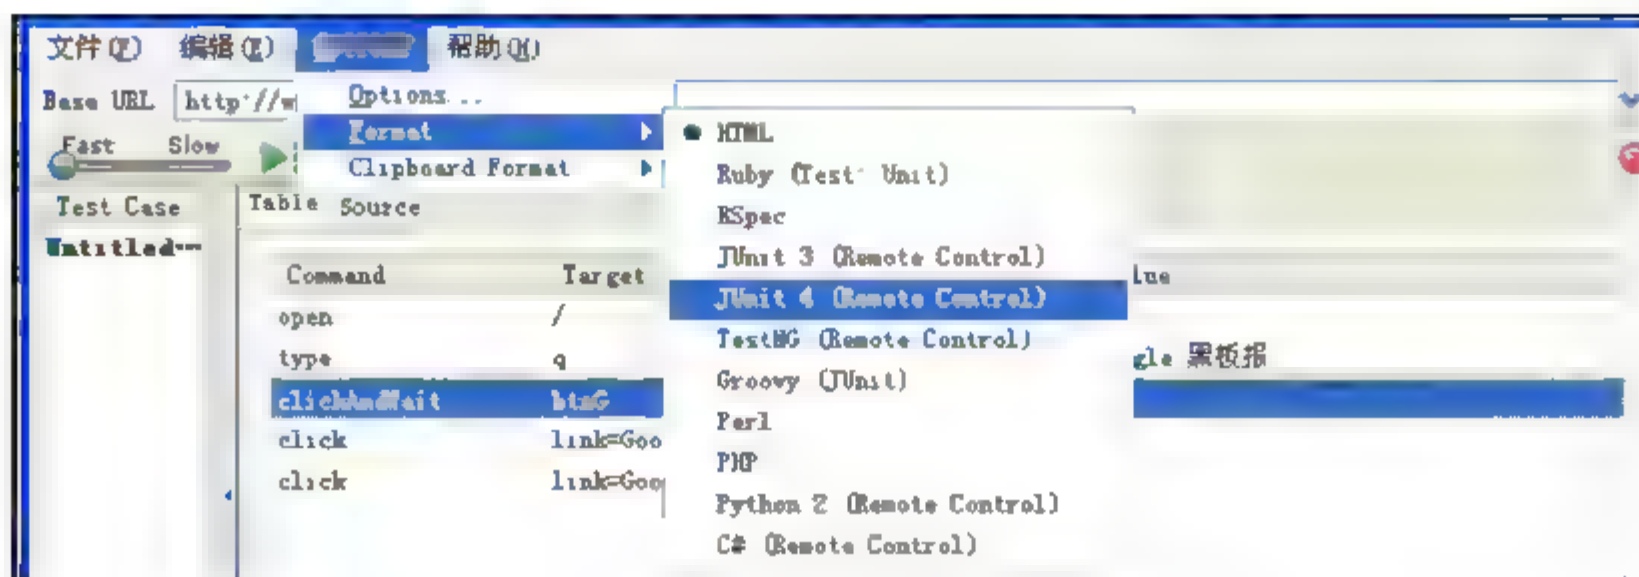 文件(F) 编辑(E) 帮助(H)
Base URL http://w
Options...
Format
Clipboard Format
Fast Slow
HTML
Ruby (Test Unit)
RSpec
JUnit 3 (Remote Control)
JUnit 4 (Remote Control)
TestNG (Remote Control)
Groovy (JUnit)
Perl
PHP
Python 2 (Remote Control)
C# (Remote Control)
Test Case
Untitled
Table Source
Command Target lue
open /
type q gle 黑板报
clickAndWait btnG
click link=Goo
click link=Goo